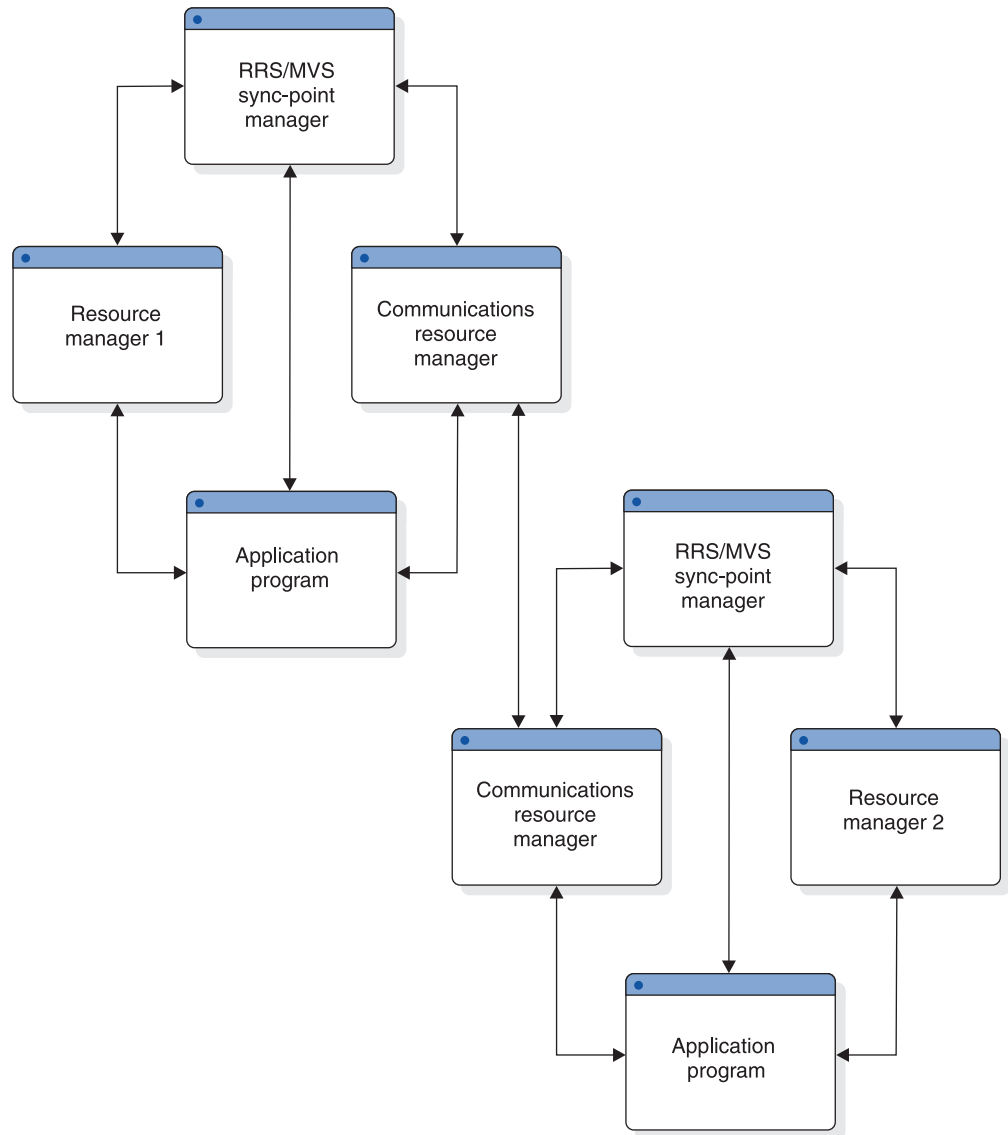 RRS/MVS
sync-point
manager
Resource
manager 1
Communications
resource
manager
Application
program
RRS/MVS
sync-point
manager
Communications
resource
manager
Resource
manager 2
Application
program